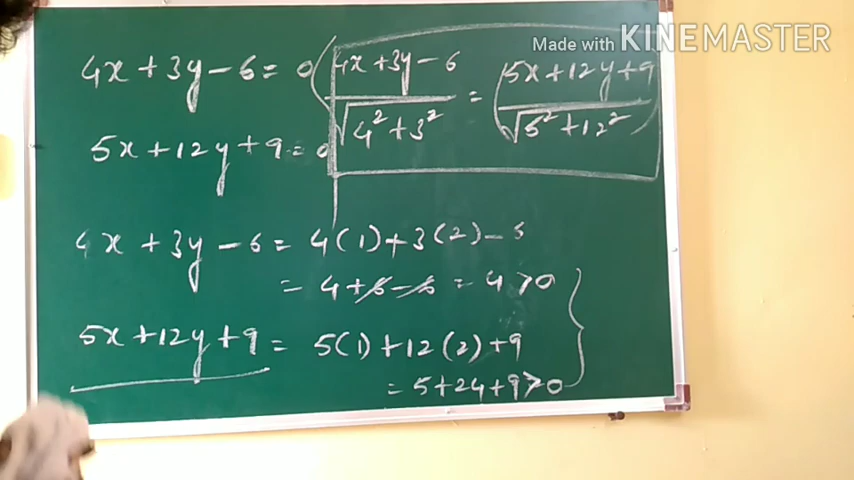 Made with KINEMASTER
4x + 3y - 6 = 0
5x + 12y + 9 = 0
(4x + 3y - 6) / √(4² + 3²) = (5x + 12y + 9) / √(5² + 12²)
4x + 3y - 6 = 4(1) + 3(2) - 6
= 4 + 6 - 6 = 4 > 0
5x + 12y + 9 = 5(1) + 12(2) + 9
= 5 + 24 + 9 > 0